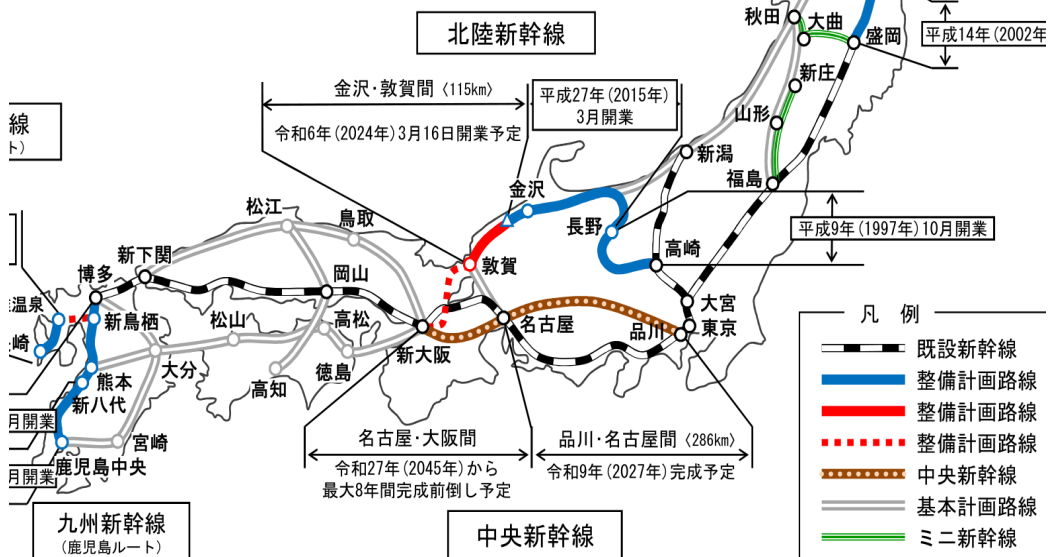 北陸新幹線
秋田
大曲
盛岡
平成14年(2002年
新庄
山形
金沢・敦賀間〈115km〉
平成27年(2015年)
3月開業
令和6年(2024年)3月16日開業予定
線
ト)
新潟
福島
金沢
長野
平成9年(1997年)10月開業
高崎
松江
鳥取
敦賀
新下関
岡山
博多
温泉
新鳥栖
大宮
東京
品川
名古屋
松山
高松
新大阪
崎
大分
徳島
高知
熊本
新八代
月開業
宮崎
鹿児島中央
月開業
名古屋・大阪間
令和27年(2045年)から
最大8年間完成前倒し予定
品川・名古屋間〈286km〉
令和9年(2027年)完成予定
九州新幹線
(鹿児島ルート)
中央新幹線
凡例
既設新幹線
整備計画路線
整備計画路線
整備計画路線
中央新幹線
基本計画路線
ミニ新幹線